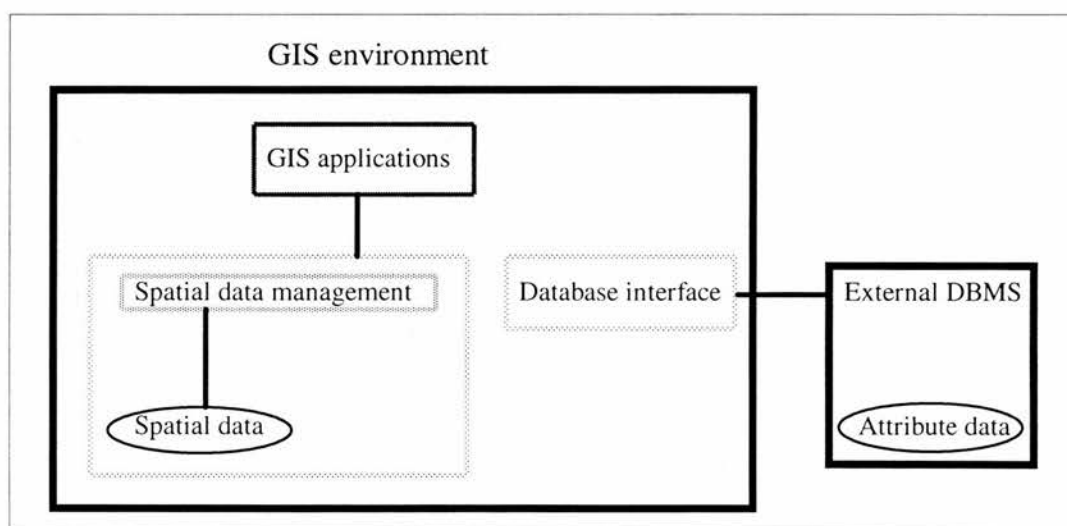 GIS environment
GIS applications
Spatial data management
Database interface
External DBMS
Spatial data
Attribute data